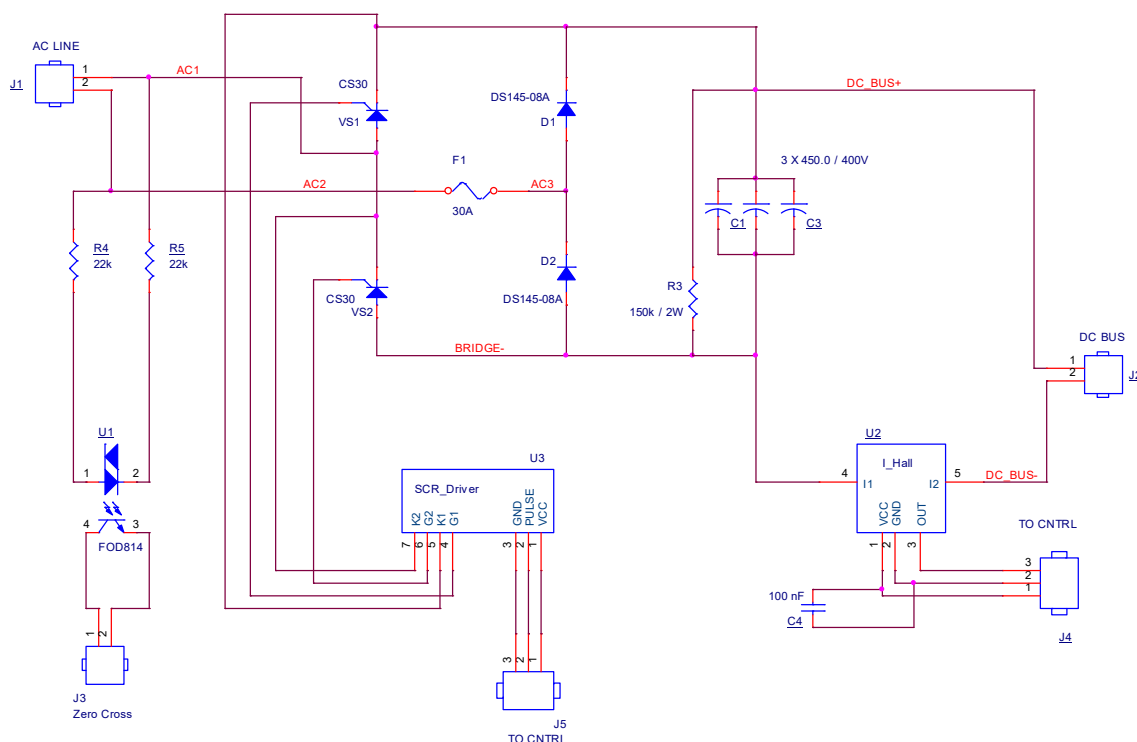 AC LINE
J1
1
2
AC1
CS30
VS1
DS145-08A
D1
DC_BUS+
F1
30A
AC2
AC3
3 X 450.0 / 400V
C1
C3
R4
22k
R5
22k
D2
DS145-08A
CS30
VS2
R3
150k / 2W
BRIDGE-
DC BUS
1
2
U1
1
2
4
3
FOD814
U3
SCR_Driver
K2
G2
K1
G1
GND
PULSE
VCC
7
6
5
4
3
2
1
U2
I_Hall
4
I1
I2
5
DC_BUS-
VCC
GND
OUT
1
2
3
TO CNTRL
3
2
1
J4
100 nF
C4
1
2
J3
Zero Cross
3
2
1
J5
TO CNTRL